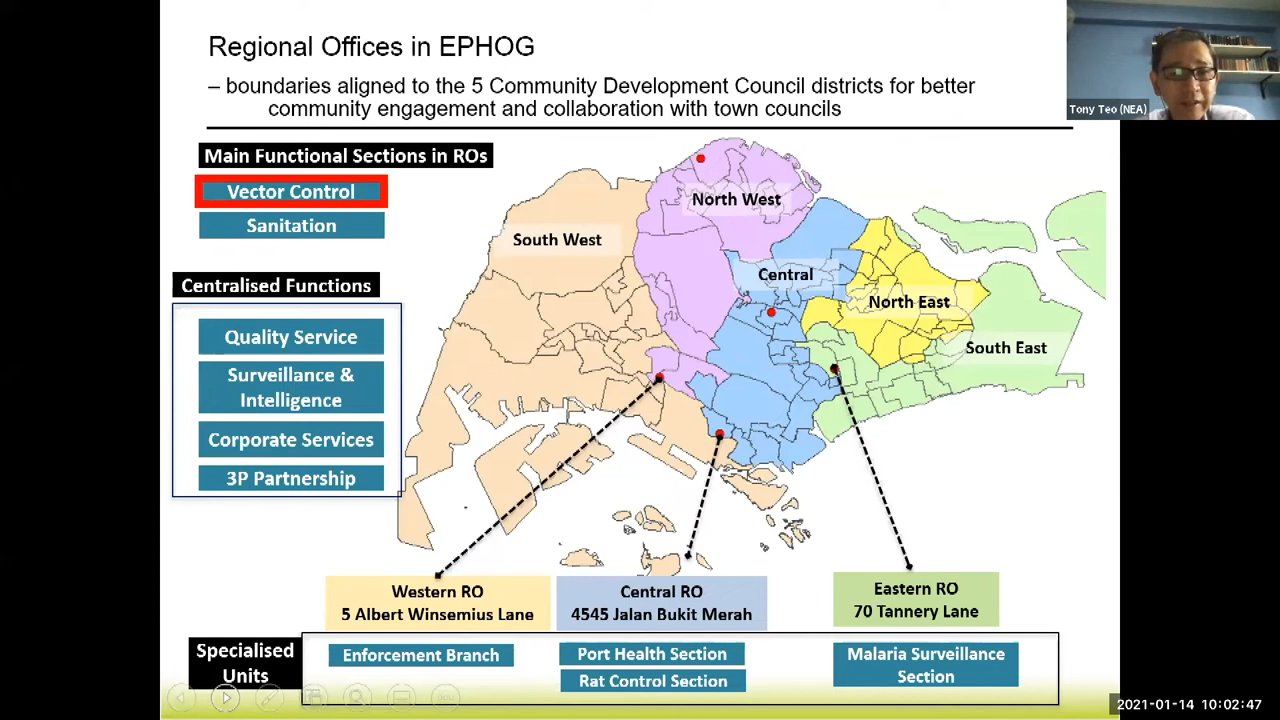 Regional Offices in EPHOG
– boundaries aligned to the 5 Community Development Council districts for better
community engagement and collaboration with town councils
Tony Teo (NEA)
Main Functional Sections in ROs
Vector Control
Sanitation
Centralised Functions
Quality Service
Surveillance &
Intelligence
Corporate Services
3P Partnership
North West
South West
Central
North East
South East
Western RO
5 Albert Winsemius Lane
Central RO
4545 Jalan Bukit Merah
Eastern RO
70 Tannery Lane
Specialised
Units
Enforcement Branch
Port Health Section
Rat Control Section
Malaria Surveillance
Section
2021-01-14 10:02:47